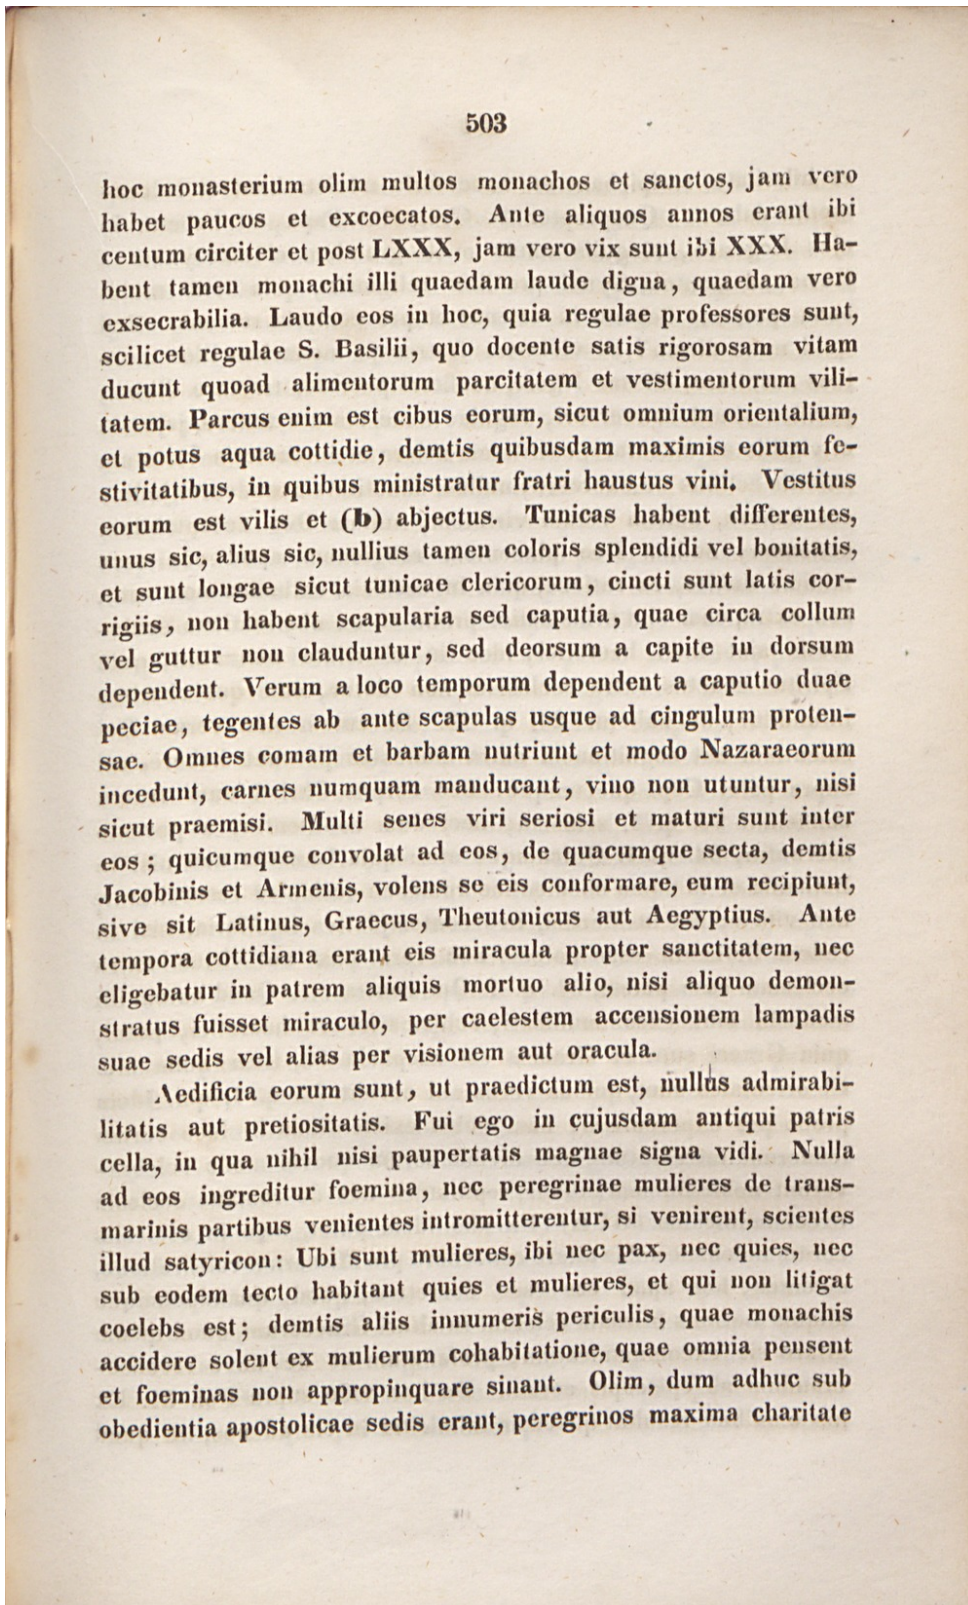 503
hoc monasterium olim multos monachos et sanctos, jam vero
habet paucos et excoecatos. Ante aliquos annos erant ibi
centum circiter et post LXXX, jam vero vix sunt ibi XXX. Ha-
bent tamen monachi illi quaedam laude digna, quaedam vero
exsecrabilia. Laudo eos in hoc, quia regulae professores sunt,
scilicet regulae S. Basilii, quo docente satis rigorosam vitam
ducunt quoad alimentorum parcitatem et vestimentorum vili-
tatem. Parcus enim est cibus eorum, sicut omnium orientalium,
et potus aqua cottidie, demtis quibusdam maximis eorum fe-
stivitatibus, in quibus ministratur fratri haustus vini. Vestitus
eorum est vilis et (b) abjectus. Tunicas habent differentes,
unus sic, alius sic, nullius tamen coloris splendidi vel bonitatis,
et sunt longae sicut tunicae clericorum, cincti sunt latis cor-
rigiis, non habent scapularia sed caputia, quae circa collum
vel guttur non clauduntur, sed deorsum a capite in dorsum
dependent. Verum a loco temporum dependent a caputio duae
peciae, tegentes ab ante scapulas usque ad cingulum proten-
sae. Omnes comam et barbam nutriunt et modo Nazaraeorum
incedunt, carnes numquam manducant, vino non utuntur, nisi
sicut praemisi. Multi senes viri seriosi et maturi sunt inter
eos; quicumque convolat ad eos, de quacumque secta, demtis
Jacobinis et Armenis, volens se eis conformare, eum recipiunt,
sive sit Latinus, Graecus, Theutonicus aut Aegyptius. Ante
tempora cottidiana erant eis miracula propter sanctitatem, nec
eligebatur in patrem aliquis mortuo alio, nisi aliquo demon-
stratus fuisset miraculo, per caelestem accensionem lampadis
suae sedis vel alias per visionem aut oracula.
Aedificia eorum sunt, ut praedictum est, nullus admirabi-
litatis aut pretiositatis. Fui ego in cujusdam antiqui patris
cella, in qua nihil nisi paupertatis magnae signa vidi. Nulla
ad eos ingreditur foemina, nec peregrinae mulieres de trans-
marinis partibus venientes intromitterentur, si venirent, scientes
illud satyricon: Ubi sunt mulieres, ibi nec pax, nec quies, nec
sub eodem tecto habitant quies et mulieres, et qui non litigat
coelebs est; demtis aliis innumeris periculis, quae monachis
accidere solent ex mulierum cohabitatione, quae omnia pensent
et foeminas non appropinquare sinant. Olim, dum adhuc sub
obedientia apostolicae sedis erant, peregrinos maxima charitate